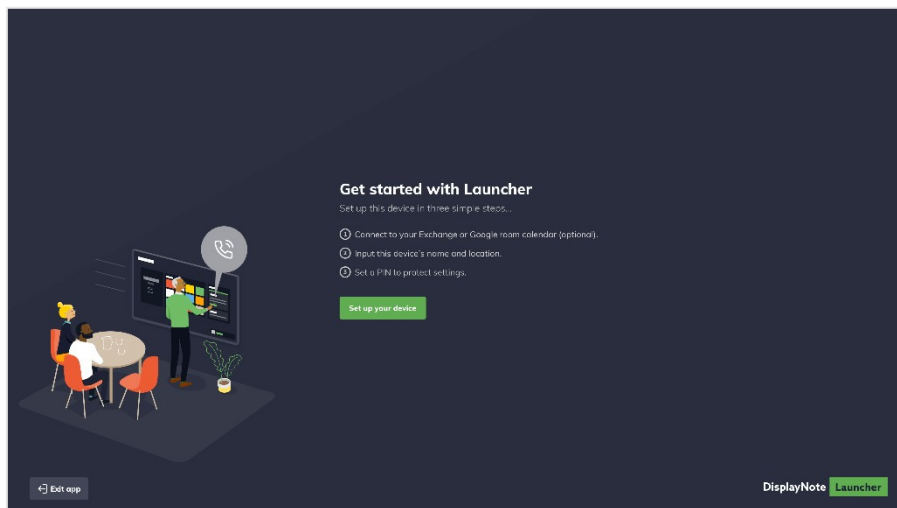 Get started with Launcher
Set up this device in three simple steps...
1 Connect to your Exchange or Google room calendar (optional).
2 Input this device's name and location.
3 Set a PIN to protect settings.
Set up your device
Exit app
DisplayNote Launcher